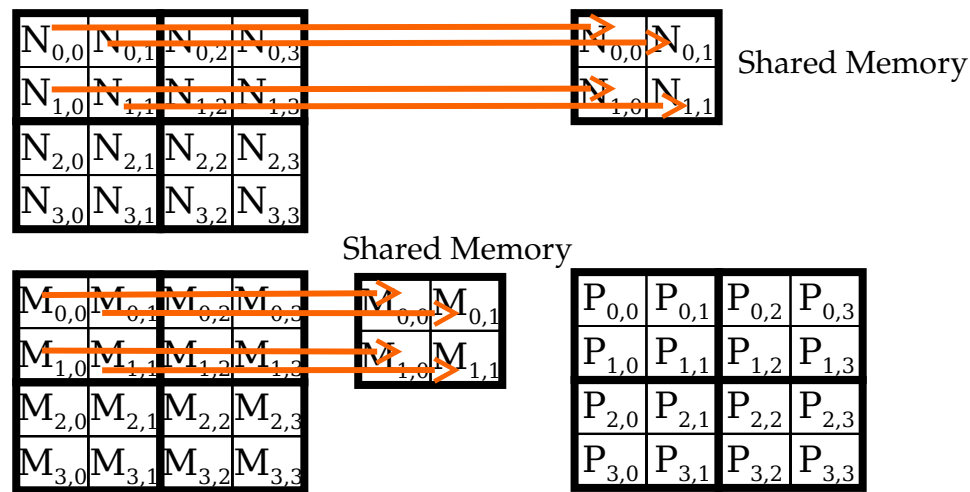 N0,0 N0,1 N0,2 N0,3 N0,0 N0,1
Shared Memory
N1,0 N1,1 N1,2 N1,3 N1,0 N1,1
N2,0 N2,1 N2,2 N2,3
N3,0 N3,1 N3,2 N3,3
Shared Memory
M0,0 M0,1 M0,2 M0,3 M0,0 M0,1 P0,0 P0,1 P0,2 P0,3
M1,0 M1,1 M1,2 M1,3 M1,0 M1,1 P1,0 P1,1 P1,2 P1,3
M2,0 M2,1 M2,2 M2,3 P2,0 P2,1 P2,2 P2,3
M3,0 M3,1 M3,2 M3,3 P3,0 P3,1 P3,2 P3,3